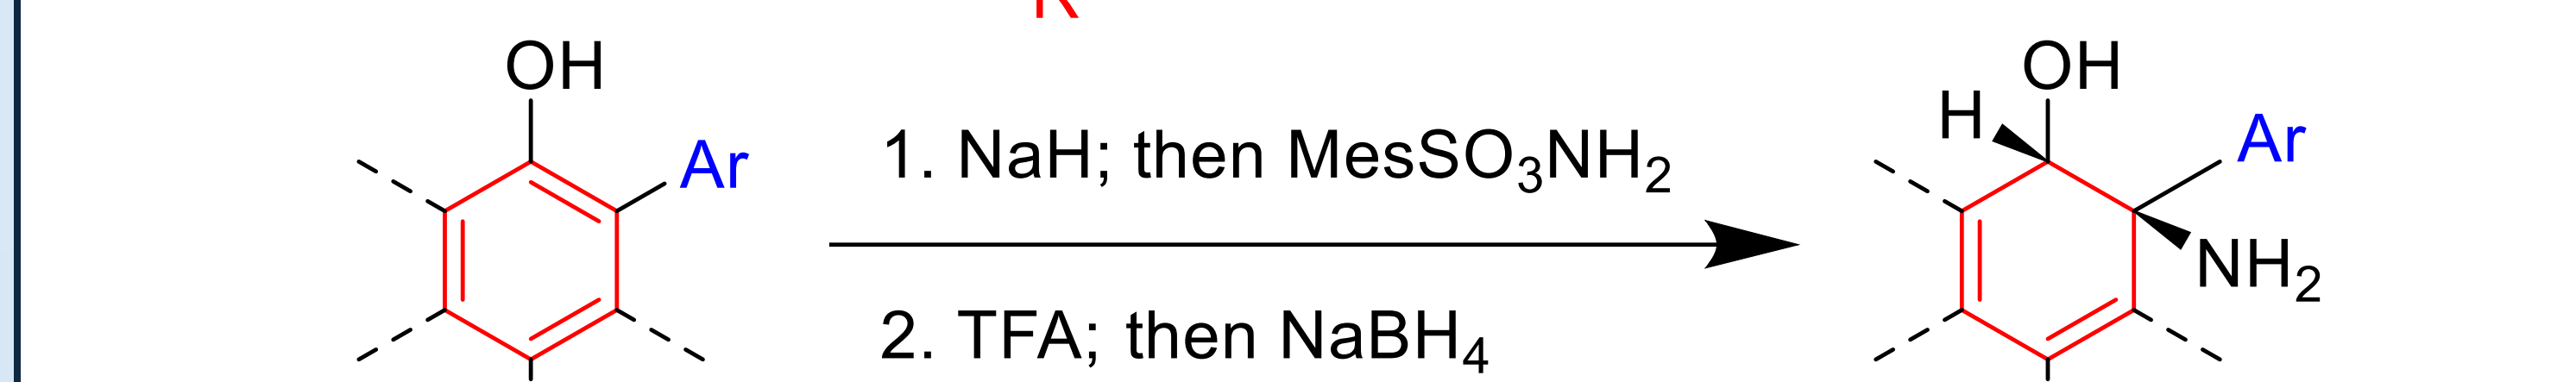 R
OH
Ar
1. NaH; then MesSO₃NH₂
2. TFA; then NaBH₄
OH
H
Ar
NH₂